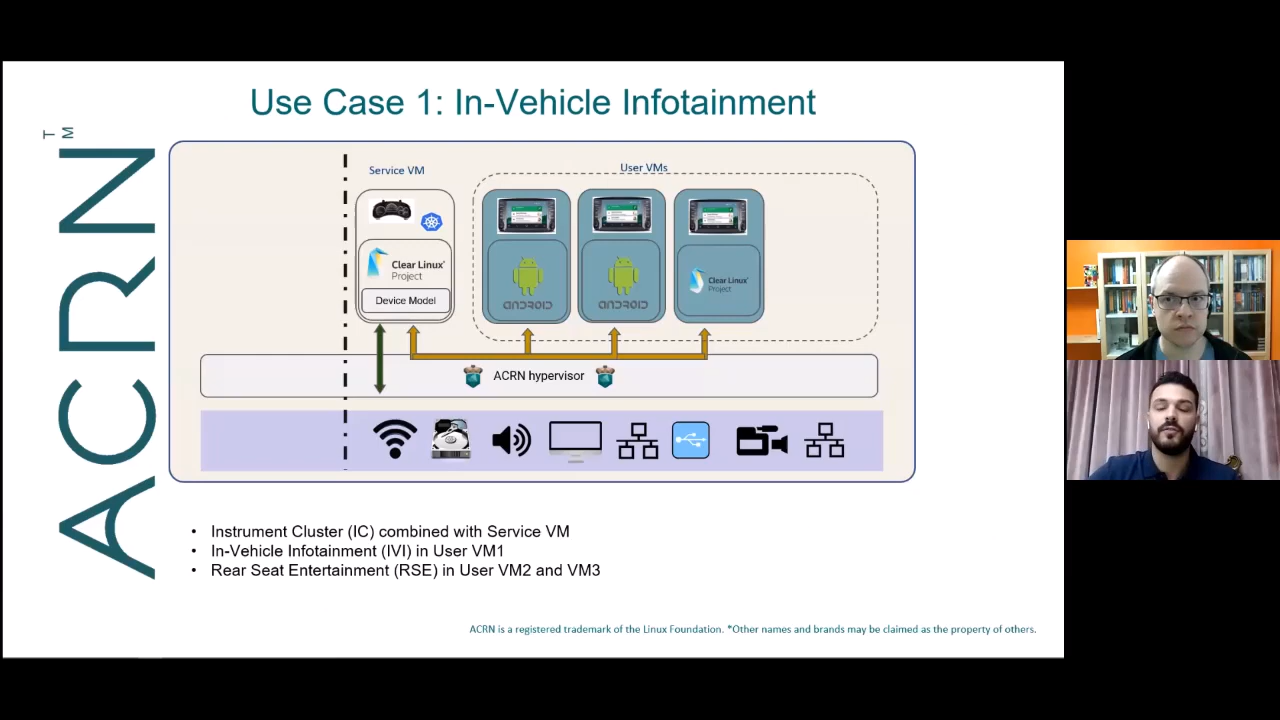 Use Case 1: In-Vehicle Infotainment
ACRN™
Service VM
User VMs
Clear Linux*
Project
Device Model
ANDROID
ANDROID
Clear Linux*
Project
ACRN hypervisor
• Instrument Cluster (IC) combined with Service VM
• In-Vehicle Infotainment (IVI) in User VM1
• Rear Seat Entertainment (RSE) in User VM2 and VM3
ACRN is a registered trademark of the Linux Foundation. *Other names and brands may be claimed as the property of others.